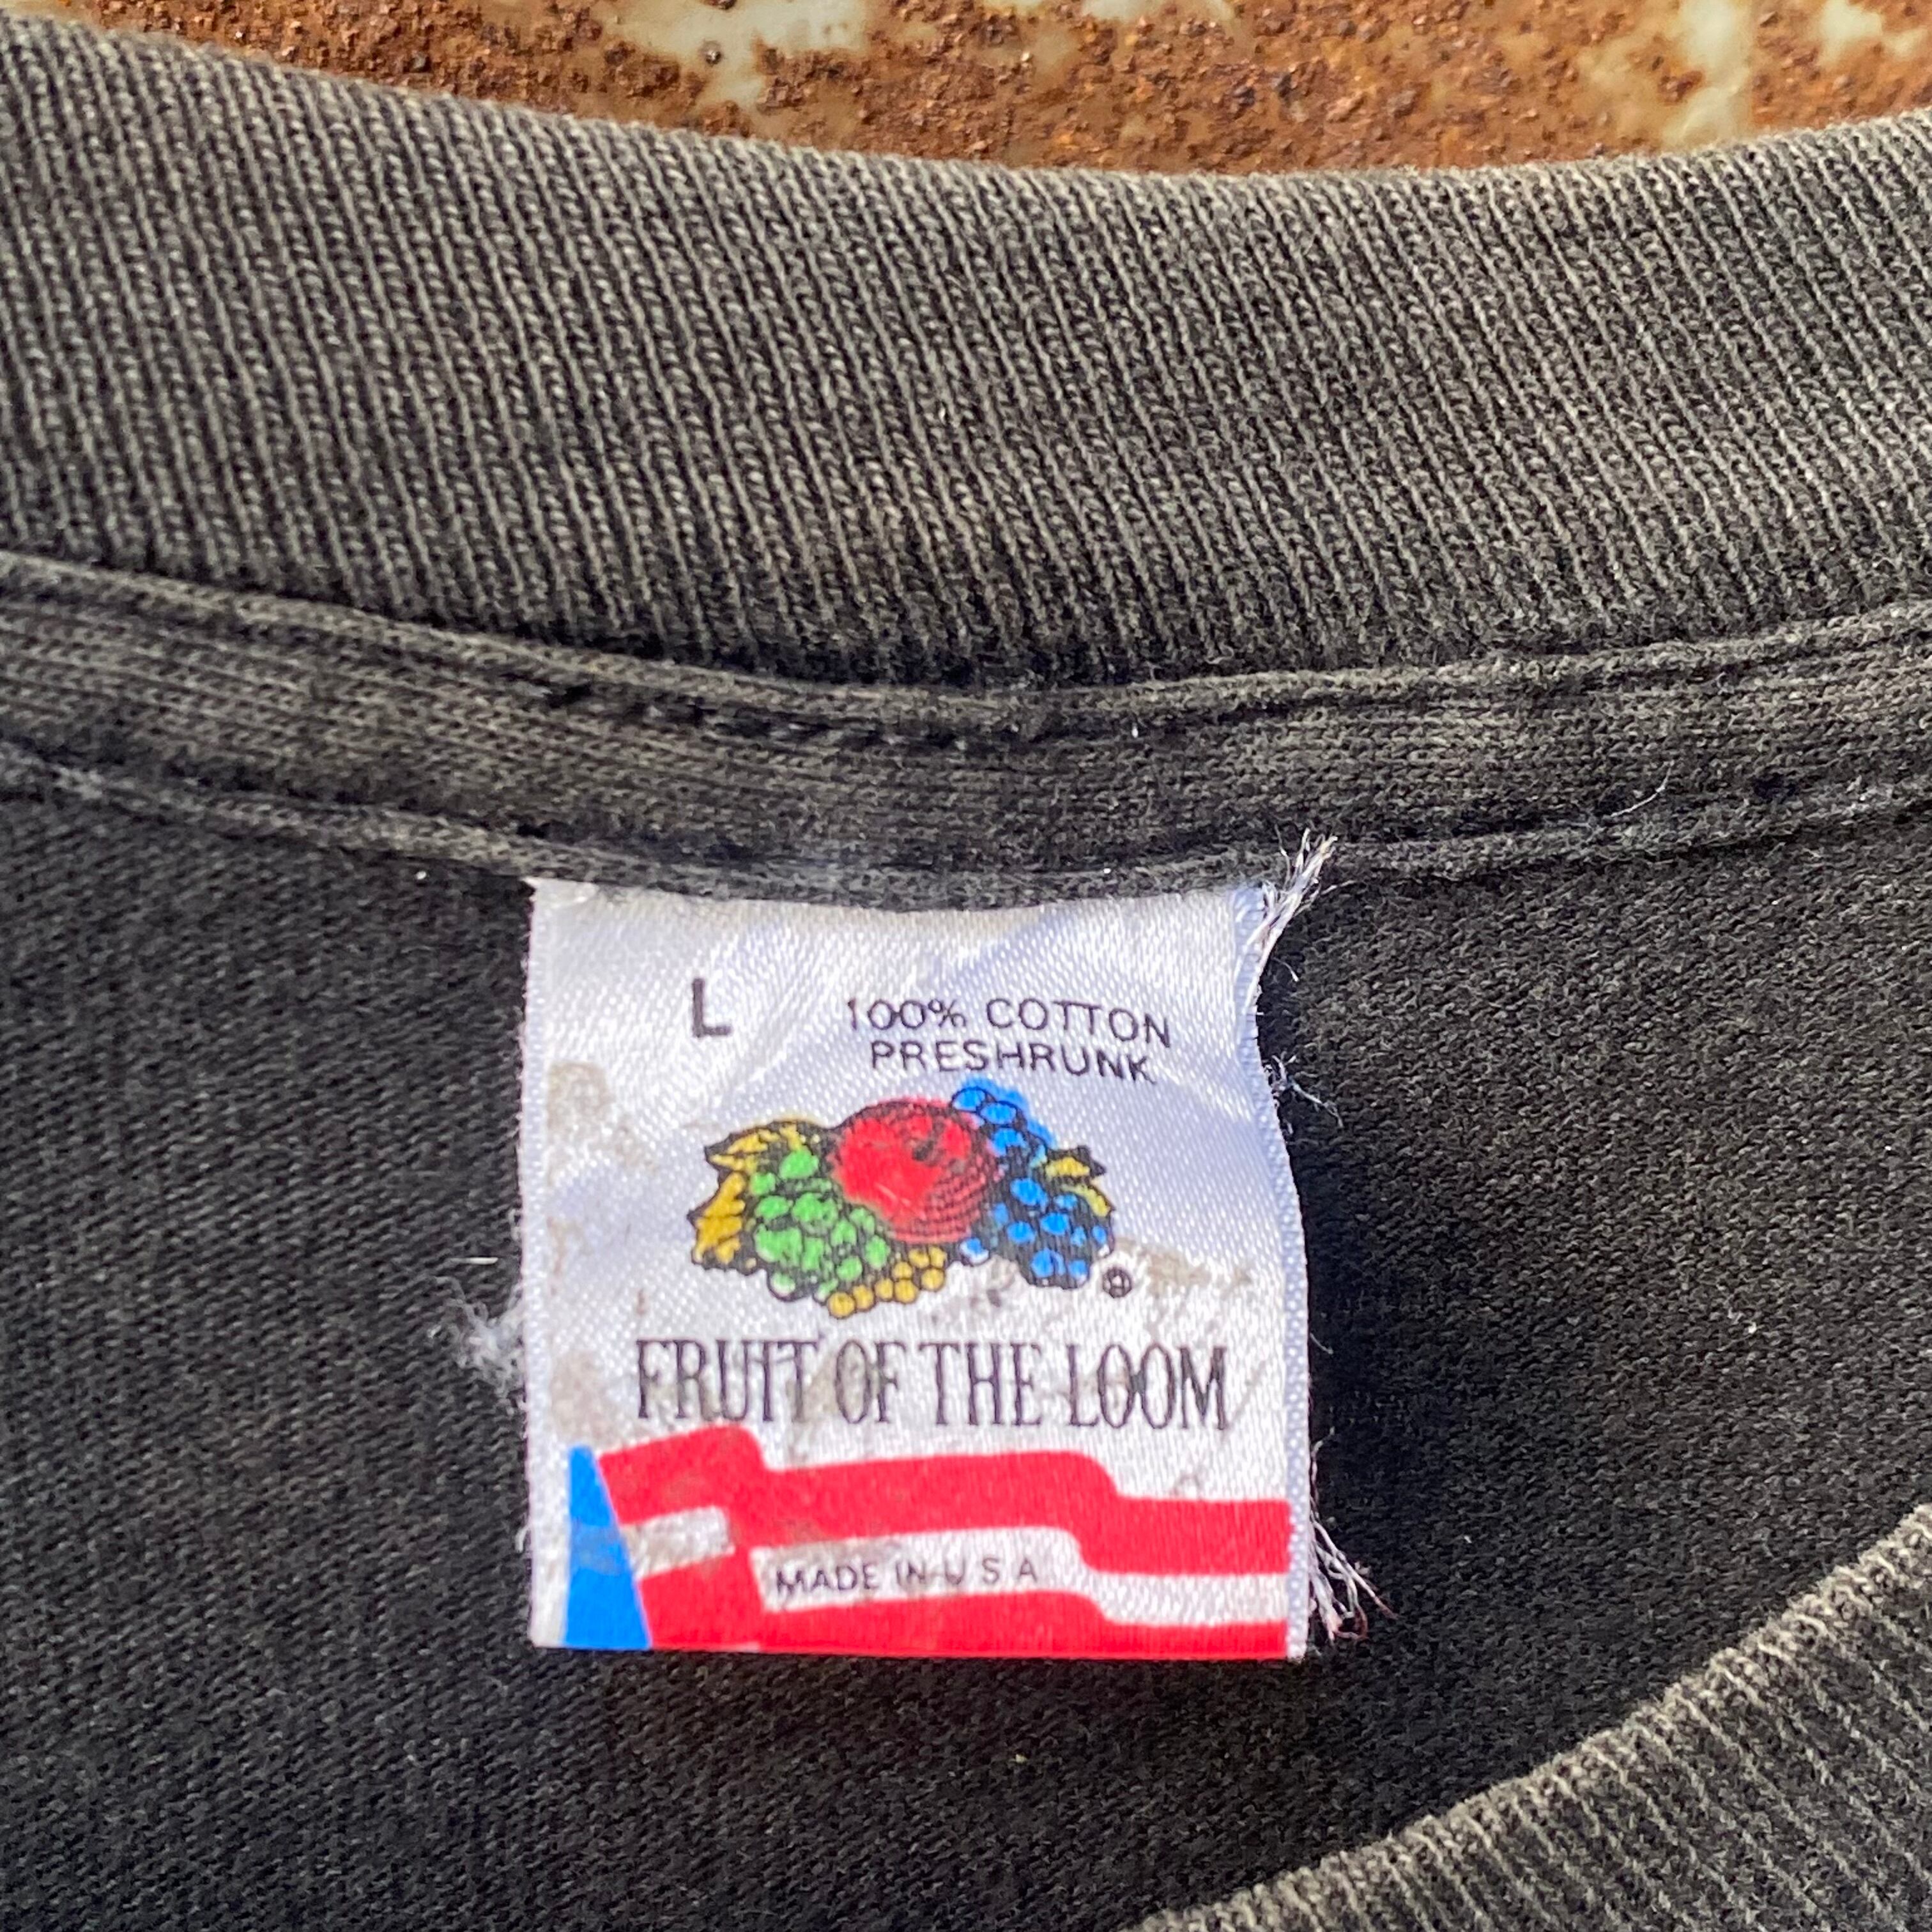 L
100% COTTON
PRESHRUNK
®
FRUIT OF THE LOOM
MADE IN U S A